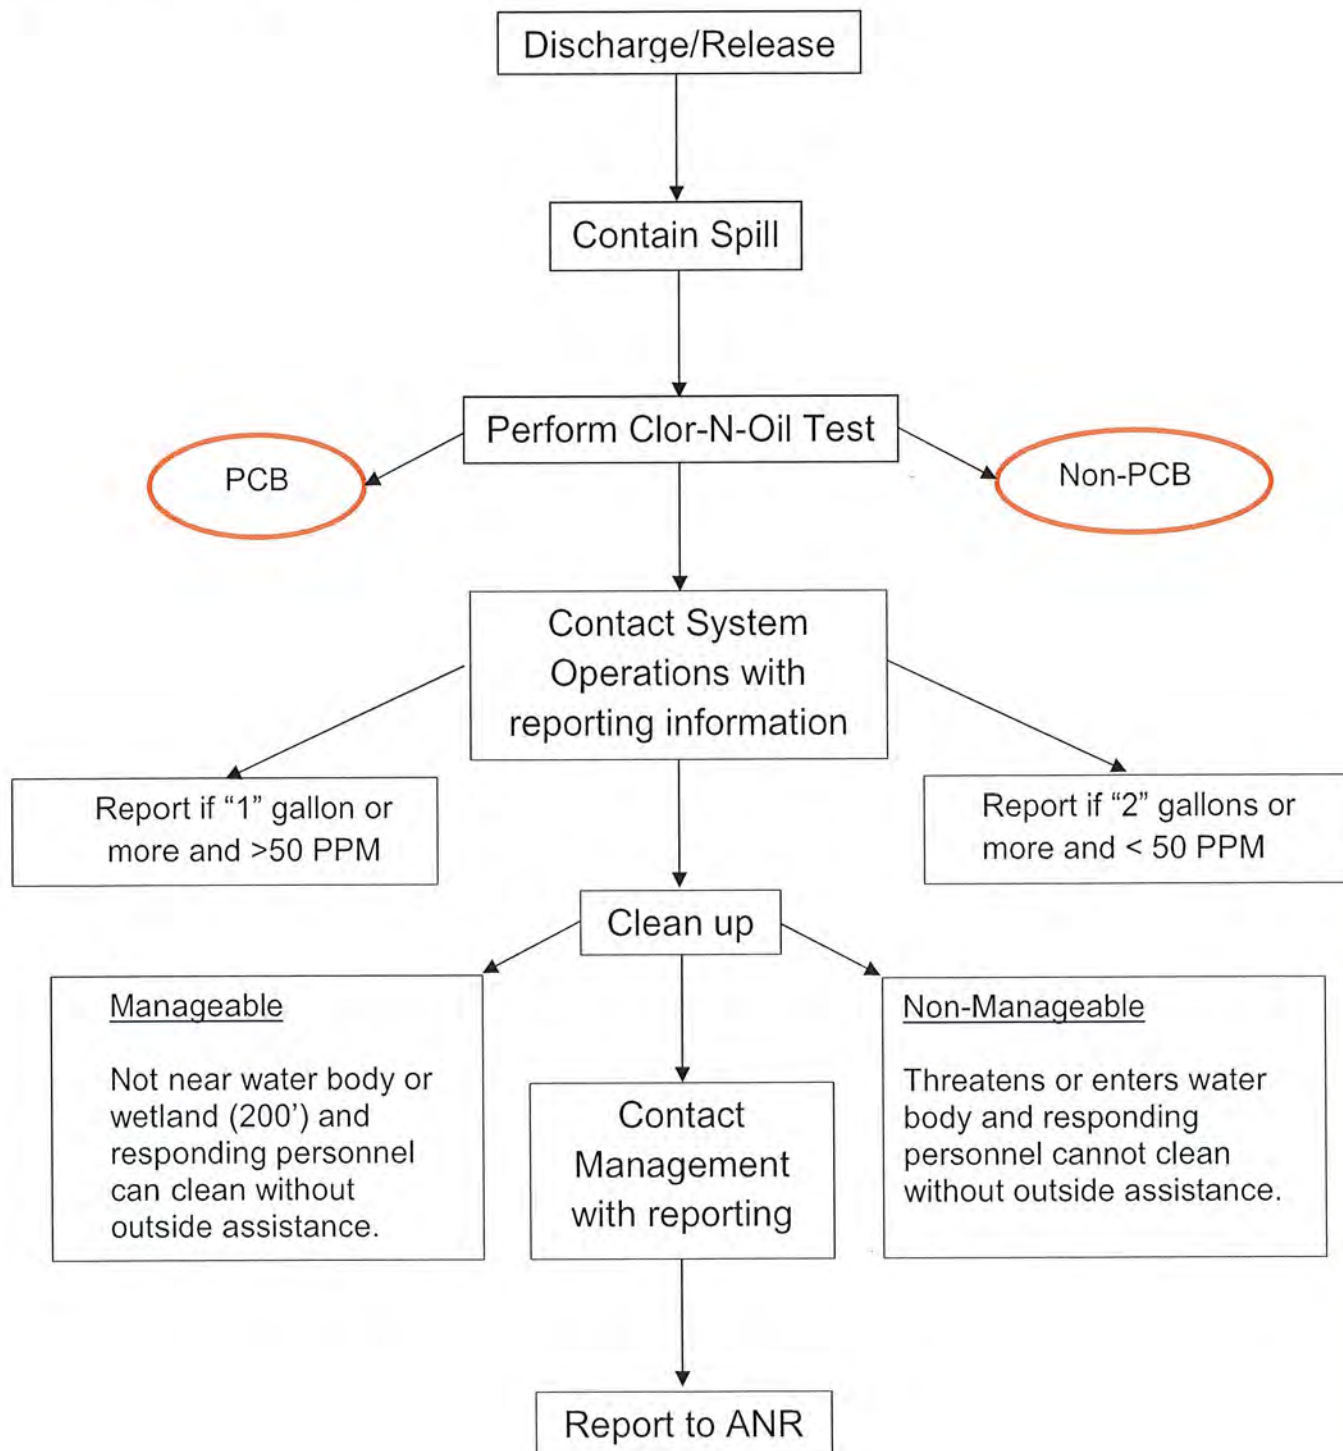 Discharge/Release
Contain Spill
Perform Clor-N-Oil Test
PCB
Non-PCB
Contact System
Operations with
reporting information
Report if “1” gallon or
more and >50 PPM
Report if “2” gallons or
more and < 50 PPM
Clean up
Manageable
Not near water body or
wetland (200’) and
responding personnel
can clean without
outside assistance.
Contact
Management
with reporting
Non-Manageable
Threatens or enters water
body and responding
personnel cannot clean
without outside assistance.
Report to ANR